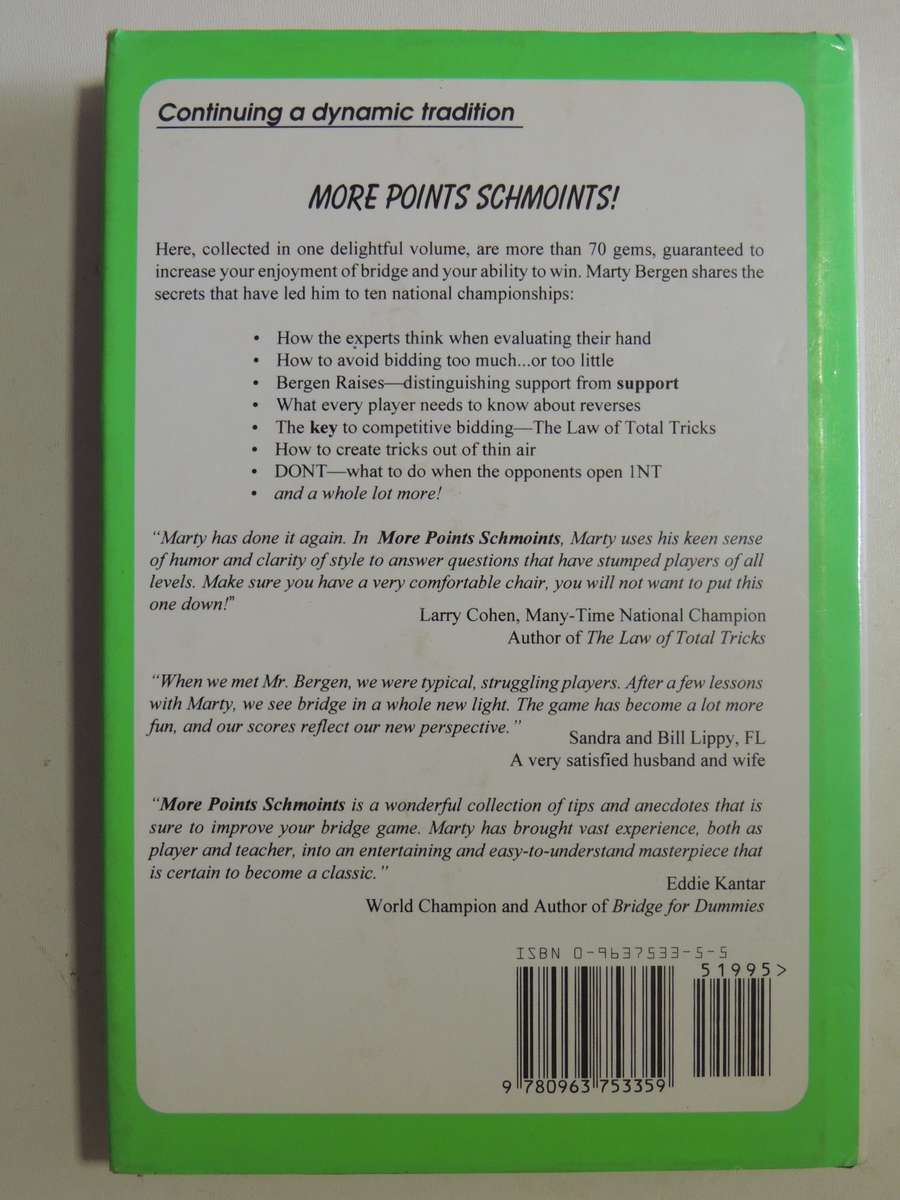 Continuing a dynamic tradition
MORE POINTS SCHMOINTS!
Here, collected in one delightful volume, are more than 70 gems, guaranteed to
increase your enjoyment of bridge and your ability to win. Marty Bergen shares the
secrets that have led him to ten national championships:
• How the experts think when evaluating their hand
• How to avoid bidding too much...or too little
• Bergen Raises—distinguishing support from support
• What every player needs to know about reverses
• The key to competitive bidding—The Law of Total Tricks
• How to create tricks out of thin air
• DONT—what to do when the opponents open 1NT
• and a whole lot more!
"Marty has done it again. In More Points Schmoints, Marty uses his keen sense
of humor and clarity of style to answer questions that have stumped players of all
levels. Make sure you have a very comfortable chair, you will not want to put this
one down!"
Larry Cohen, Many-Time National Champion
Author of The Law of Total Tricks
"When we met Mr. Bergen, we were typical, struggling players. After a few lessons
with Marty, we see bridge in a whole new light. The game has become a lot more
fun, and our scores reflect our new perspective."
Sandra and Bill Lippy, FL
A very satisfied husband and wife
"More Points Schmoints is a wonderful collection of tips and anecdotes that is
sure to improve your bridge game. Marty has brought vast experience, both as
player and teacher, into an entertaining and easy-to-understand masterpiece that
is certain to become a classic."
Eddie Kantar
World Champion and Author of Bridge for Dummies
ISBN 0-9637533-5-5
51995>
9 780963 753359